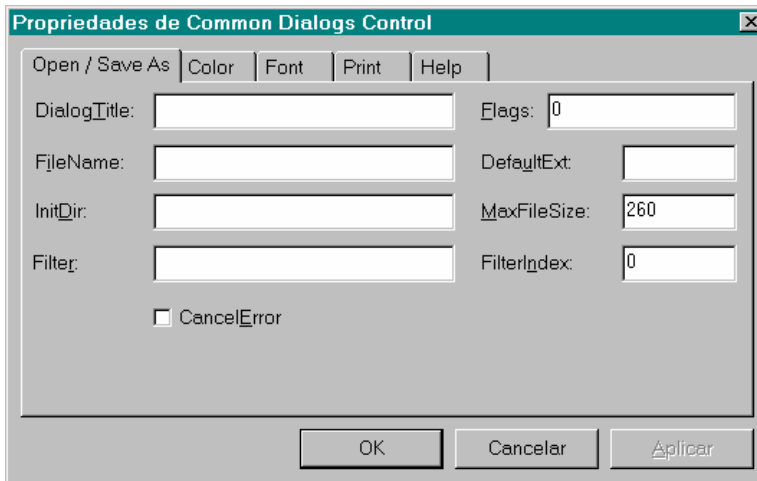 Propriedades de Common Dialogs Control
Open / Save As Color Font Print Help
DialogTitle: Flags: 0
FileName: DefaultExt:
InitDir: MaxFileSize: 260
Filter: FilterIndex: 0
CancelError
OK Cancelar Aplicar